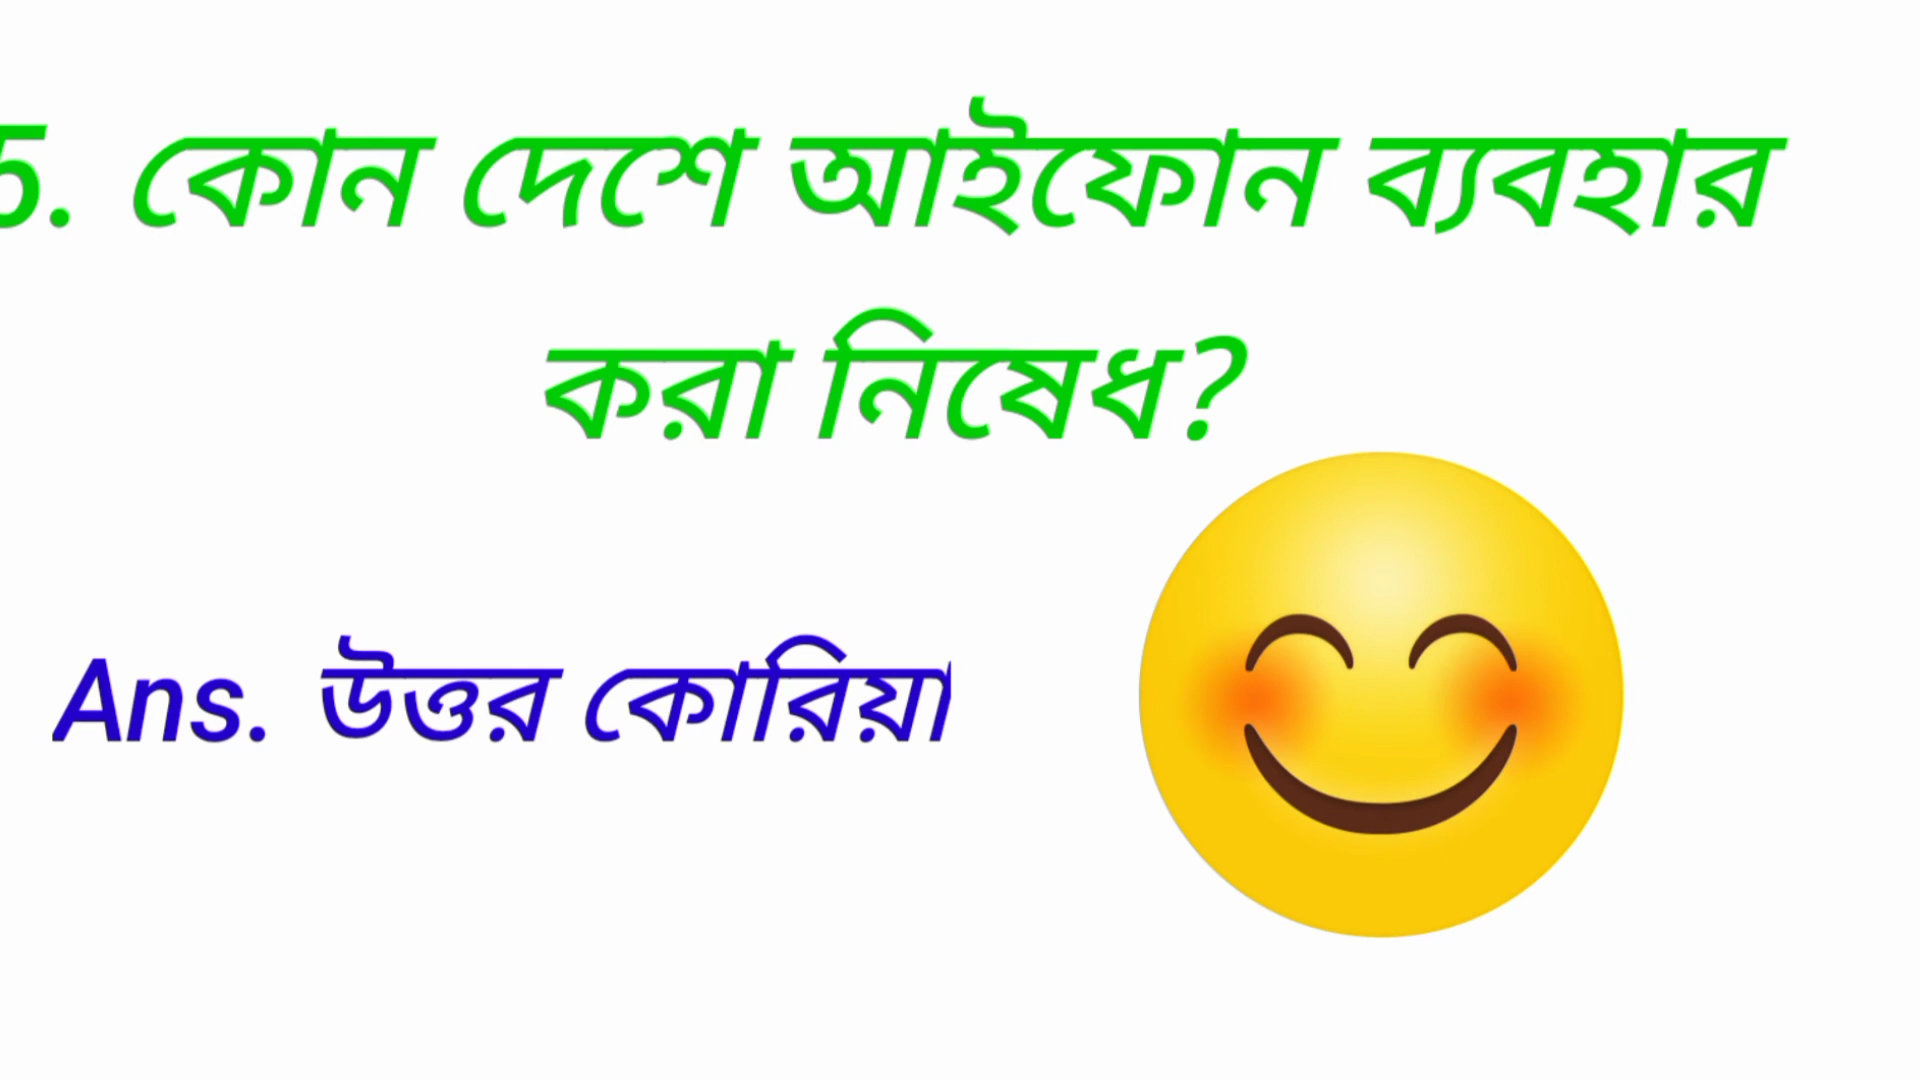 5. কোন দেশে আইফোন ব্যবহার
করা নিষেধ?
Ans. উত্তর কোরিয়া